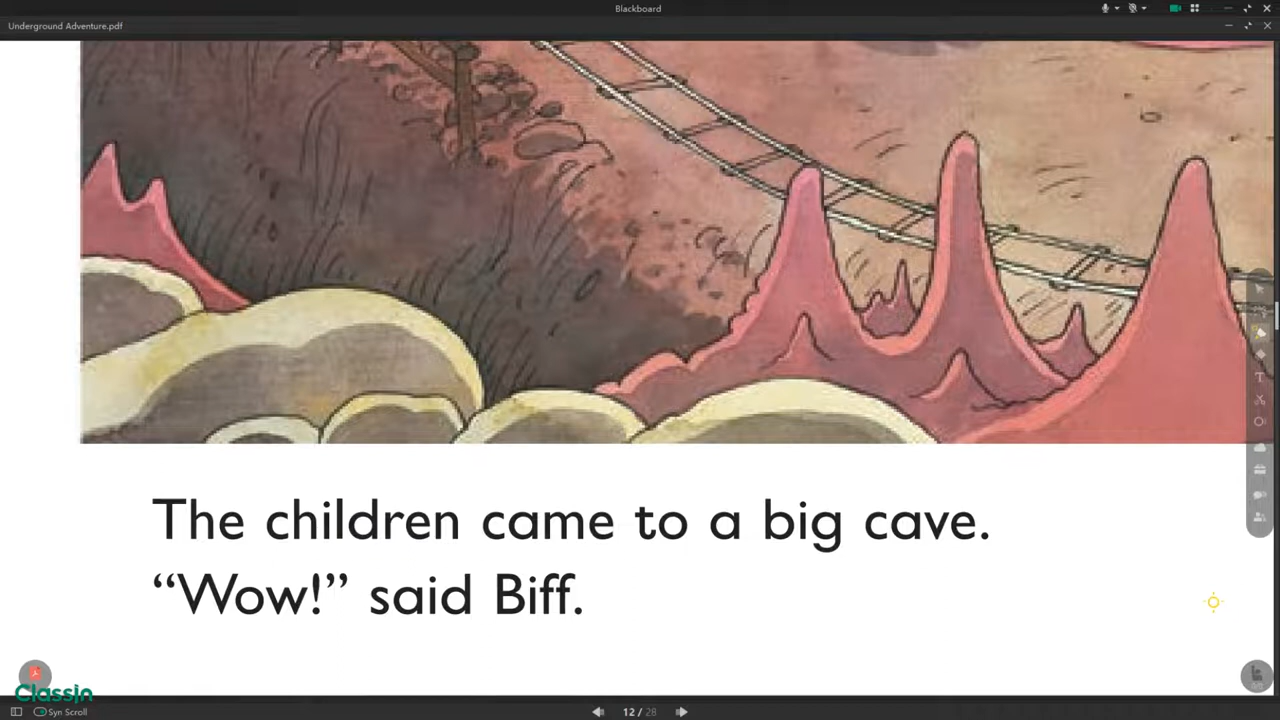 Blackboard
Underground Adventure.pdf
The children came to a big cave.
“Wow!” said Biff.
ClassIn
Syn Scroll
12 / 28